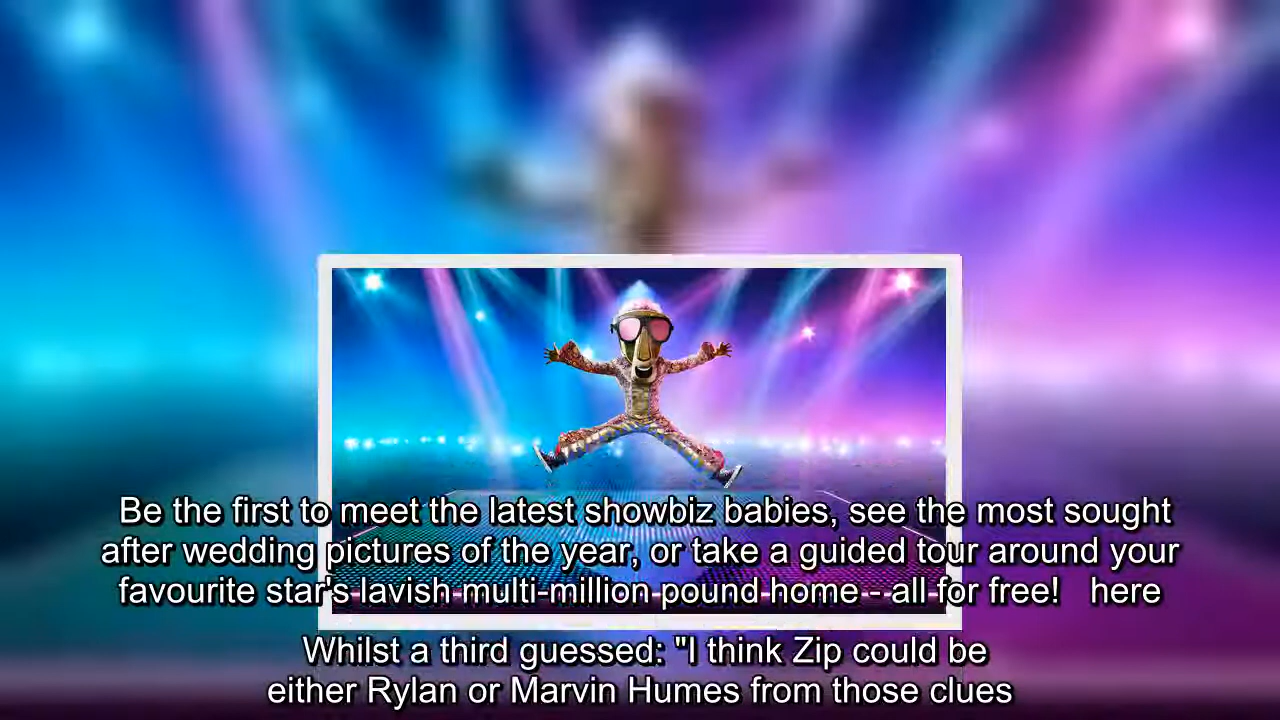 Be the first to meet the latest showbiz babies, see the most sought
after wedding pictures of the year, or take a guided tour around your
favourite star's lavish multi-million pound home - all for free!   here
Whilst a third guessed: "I think Zip could be
either Rylan or Marvin Humes from those clues